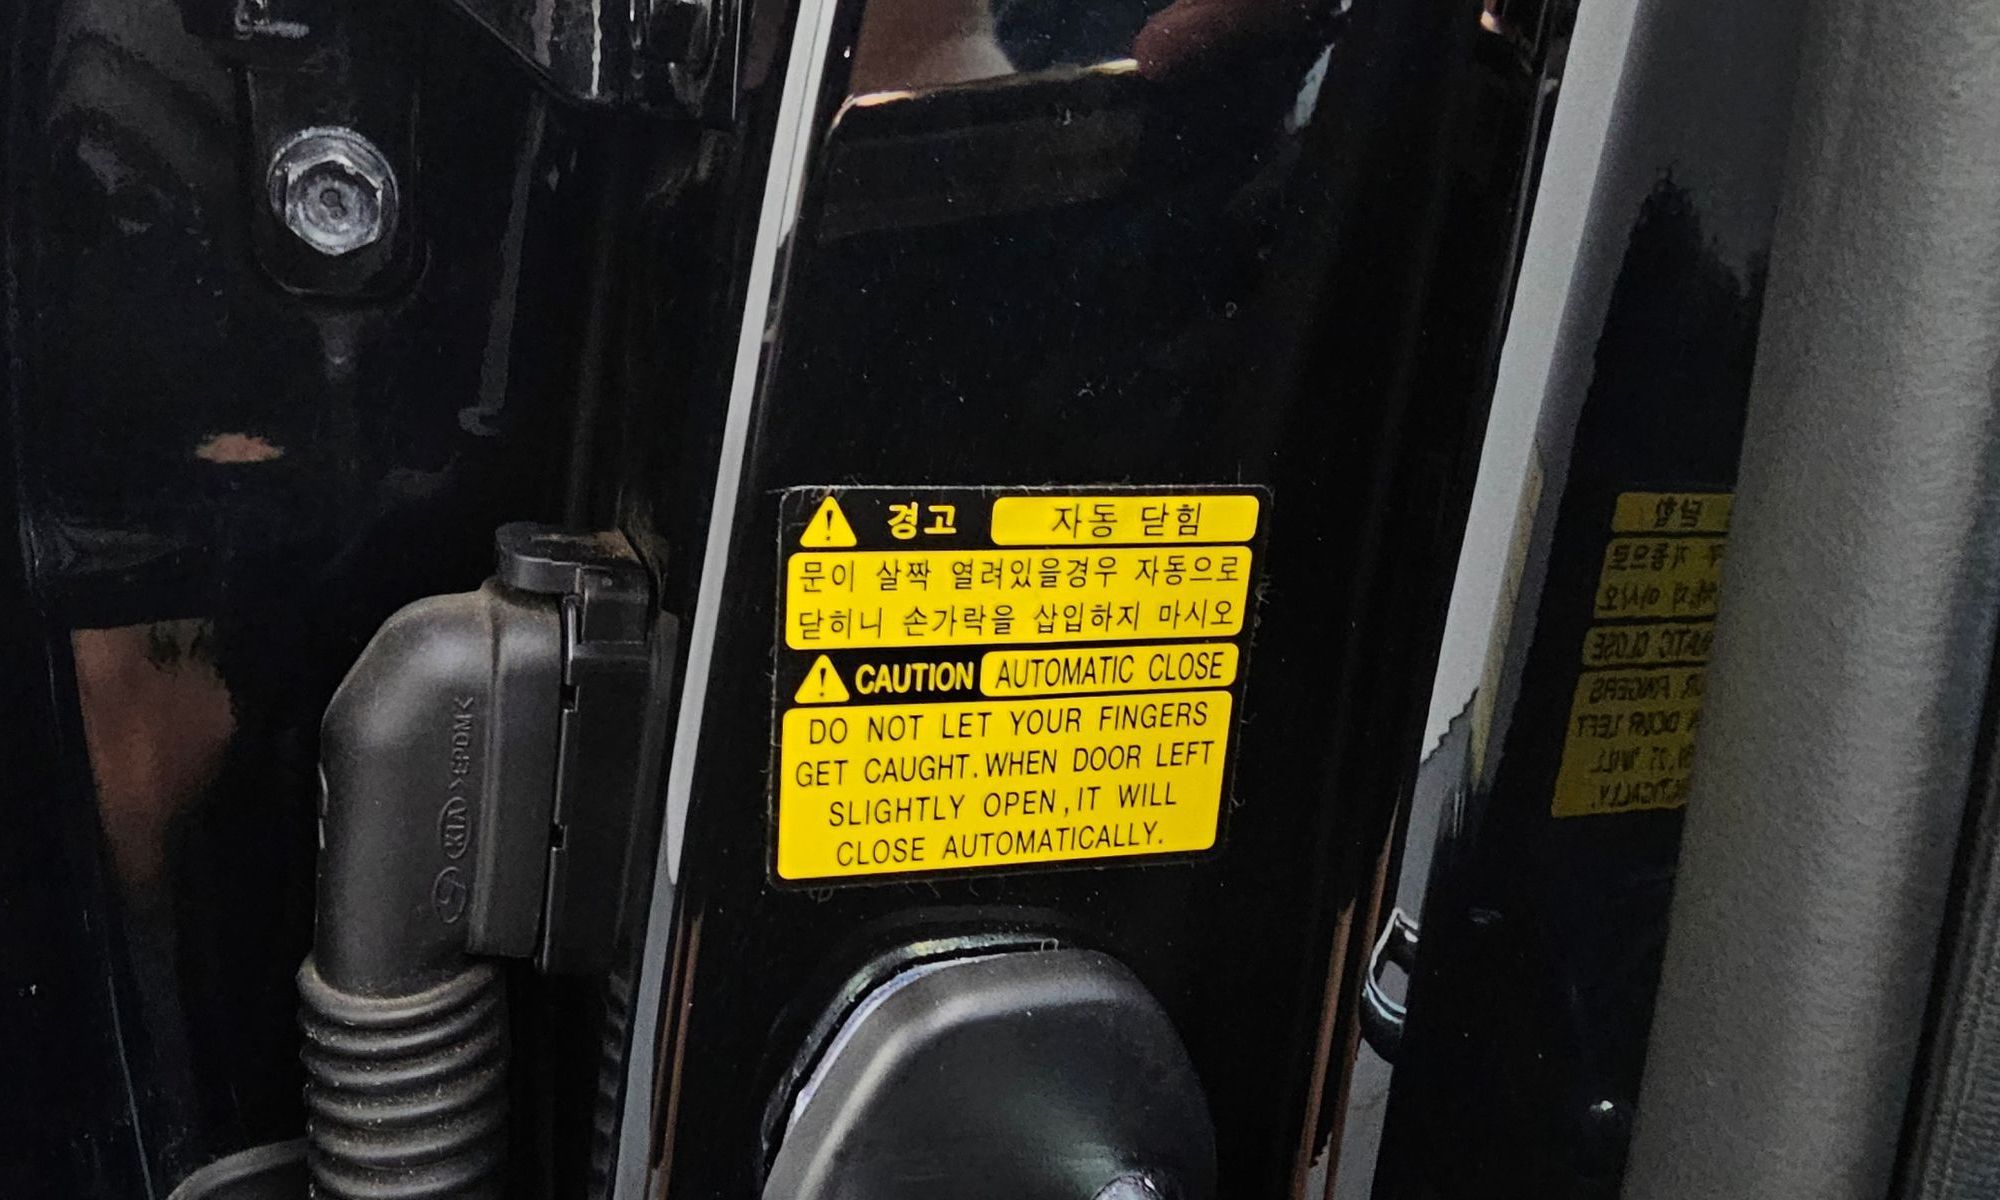 경고 자동 닫힘
문이 살짝 열려있을경우 자동으로
닫히니 손가락을 삽입하지 마시오
CAUTION AUTOMATIC CLOSE
DO NOT LET YOUR FINGERS
GET CAUGHT.WHEN DOOR LEFT
SLIGHTLY OPEN,IT WILL
CLOSE AUTOMATICALLY.
KIA >EPDM<